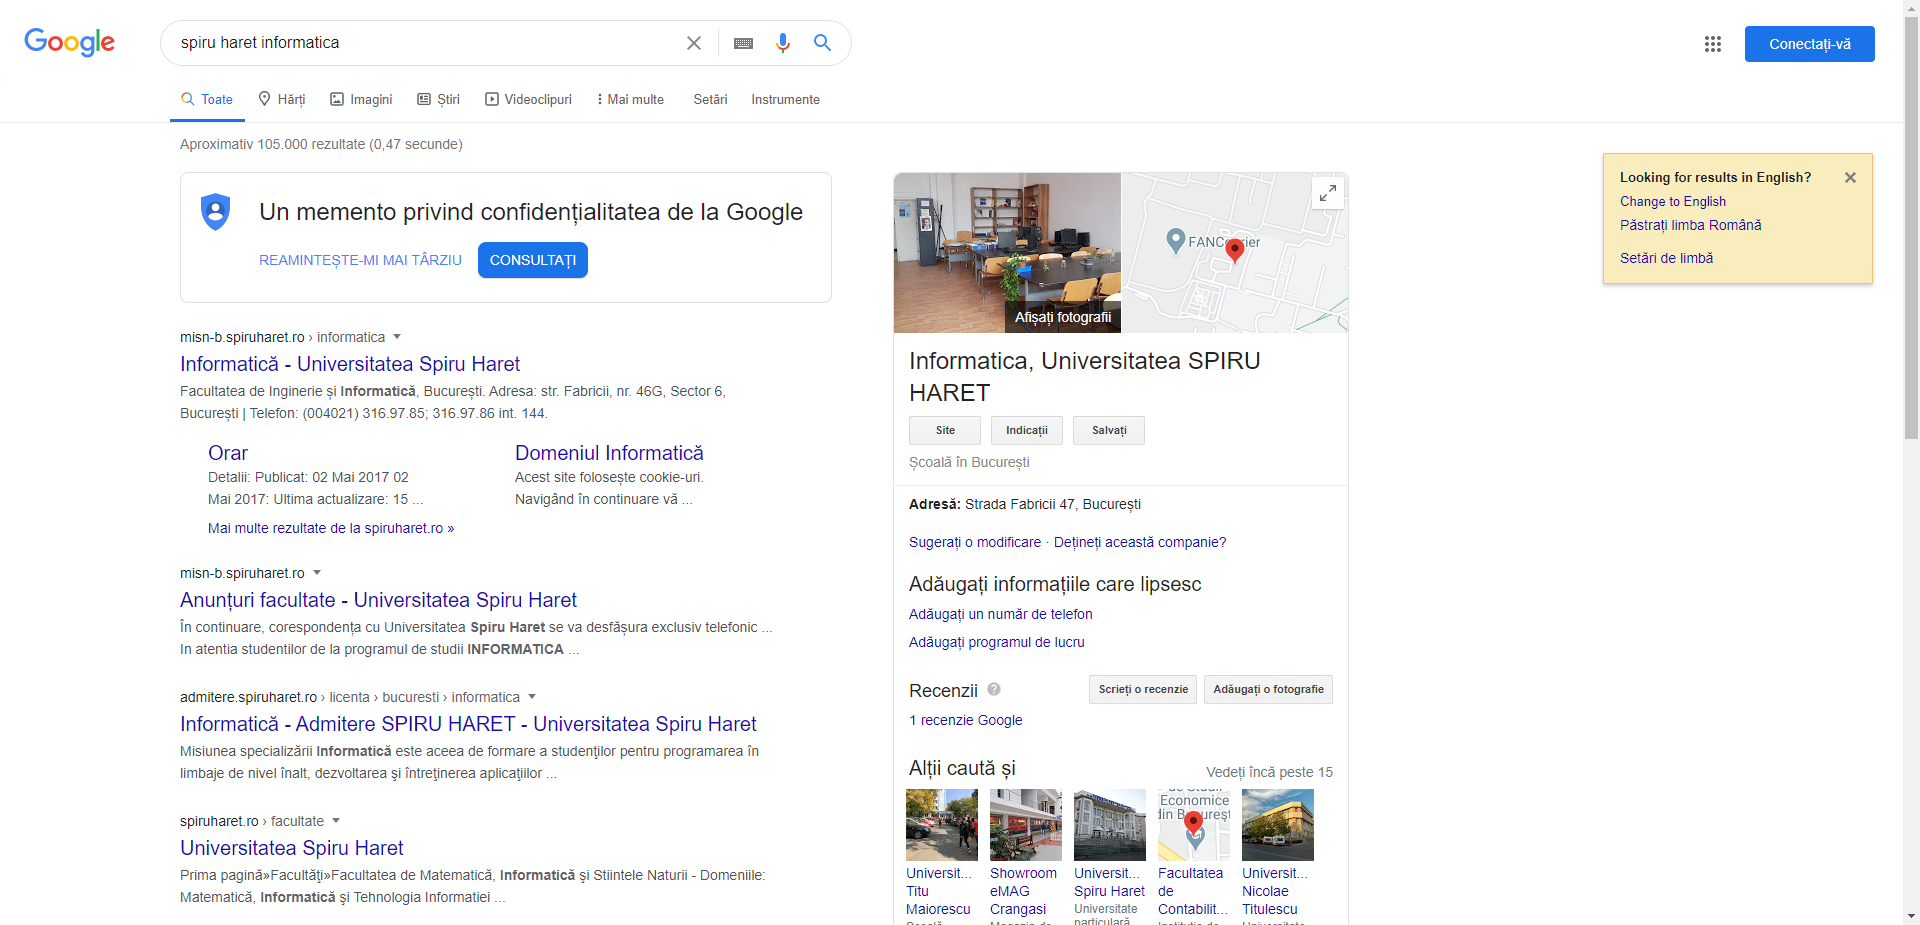 Google
spiru haret informatica
Conectați-vă
Toate
Hărți
Imagini
Știri
Videoclipuri
Mai multe
Setări
Instrumente
Aproximativ 105.000 rezultate (0,47 secunde)
Un memento privind confidențialitatea de la Google
REAMINTEȘTE-MI MAI TÂRZIU
CONSULTAȚI
misn-b.spiruharet.ro › informatica
Informatică - Universitatea Spiru Haret
Facultatea de Inginerie și Informatică, București. Adresa: str. Fabricii, nr. 46G, Sector 6,
București | Telefon: (004021) 316.97.85; 316.97.86 int. 144.
Orar
Detalii: Publicat: 02 Mai 2017 02
Mai 2017: Ultima actualizare: 15 ...
Domeniul Informatică
Acest site folosește cookie-uri.
Navigând în continuare vă ...
Mai multe rezultate de la spiruharet.ro »
misn-b.spiruharet.ro
Anunțuri facultate - Universitatea Spiru Haret
În continuare, corespondența cu Universitatea Spiru Haret se va desfășura exclusiv telefonic ...
In atentia studentilor de la programul de studii INFORMATICA ...
admitere.spiruharet.ro › licenta › bucuresti › informatica
Informatică - Admitere SPIRU HARET - Universitatea Spiru Haret
Misiunea specializării Informatică este aceea de formare a studenţilor pentru programarea în
limbaje de nivel înalt, dezvoltarea şi întreţinerea aplicaţiilor ...
spiruharet.ro › facultate
Universitatea Spiru Haret
Prima pagină»Facultăţi»Facultatea de Matematică, Informatică şi Stiintele Naturii - Domeniile:
Matematică, Informatică şi Tehnologia Informatiei ...
Afișați fotografii
Informatica, Universitatea SPIRU
HARET
Site
Indicații
Salvați
Școală în București
Adresă: Strada Fabricii 47, București
Sugerați o modificare · Dețineți această companie?
Adăugați informațiile care lipsesc
Adăugați un număr de telefon
Adăugați programul de lucru
Recenzii
Scrieți o recenzie
Adăugați o fotografie
1 recenzie Google
Alții caută și
Vedeți încă peste 15
Economice
din București
Universit...
Titu
Maiorescu
Showroom
eMAG
Crangasi
Universit...
Spiru Haret
Universitate
particulară
Facultatea
de
Contabilit...
Universit...
Nicolae
Titulescu
Looking for results in English?
Change to English
Păstrați limba Română
Setări de limbă